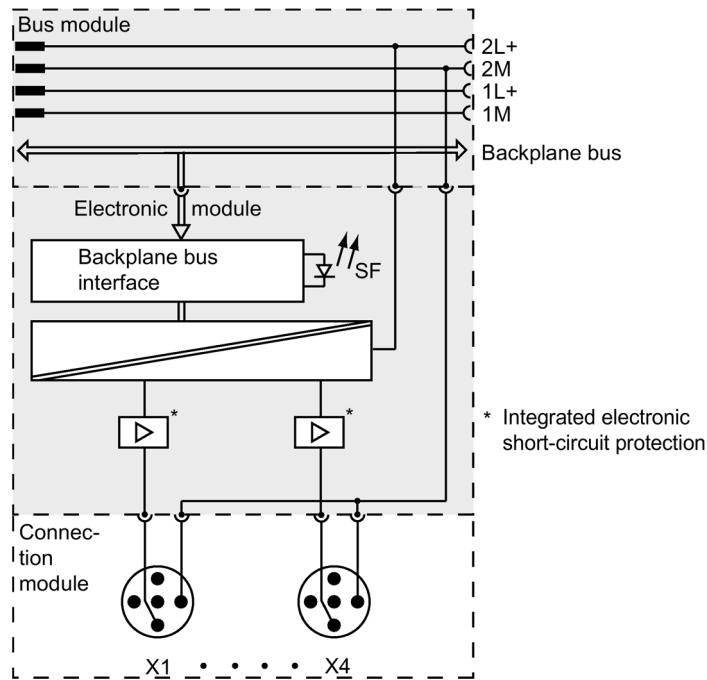 Bus module
2L+
2M
1L+
1M
Backplane bus
Electronic module
Backplane bus
interface
SF
*
*
* Integrated electronic
short-circuit protection
Connec-
tion
module
X1 • • • • X4